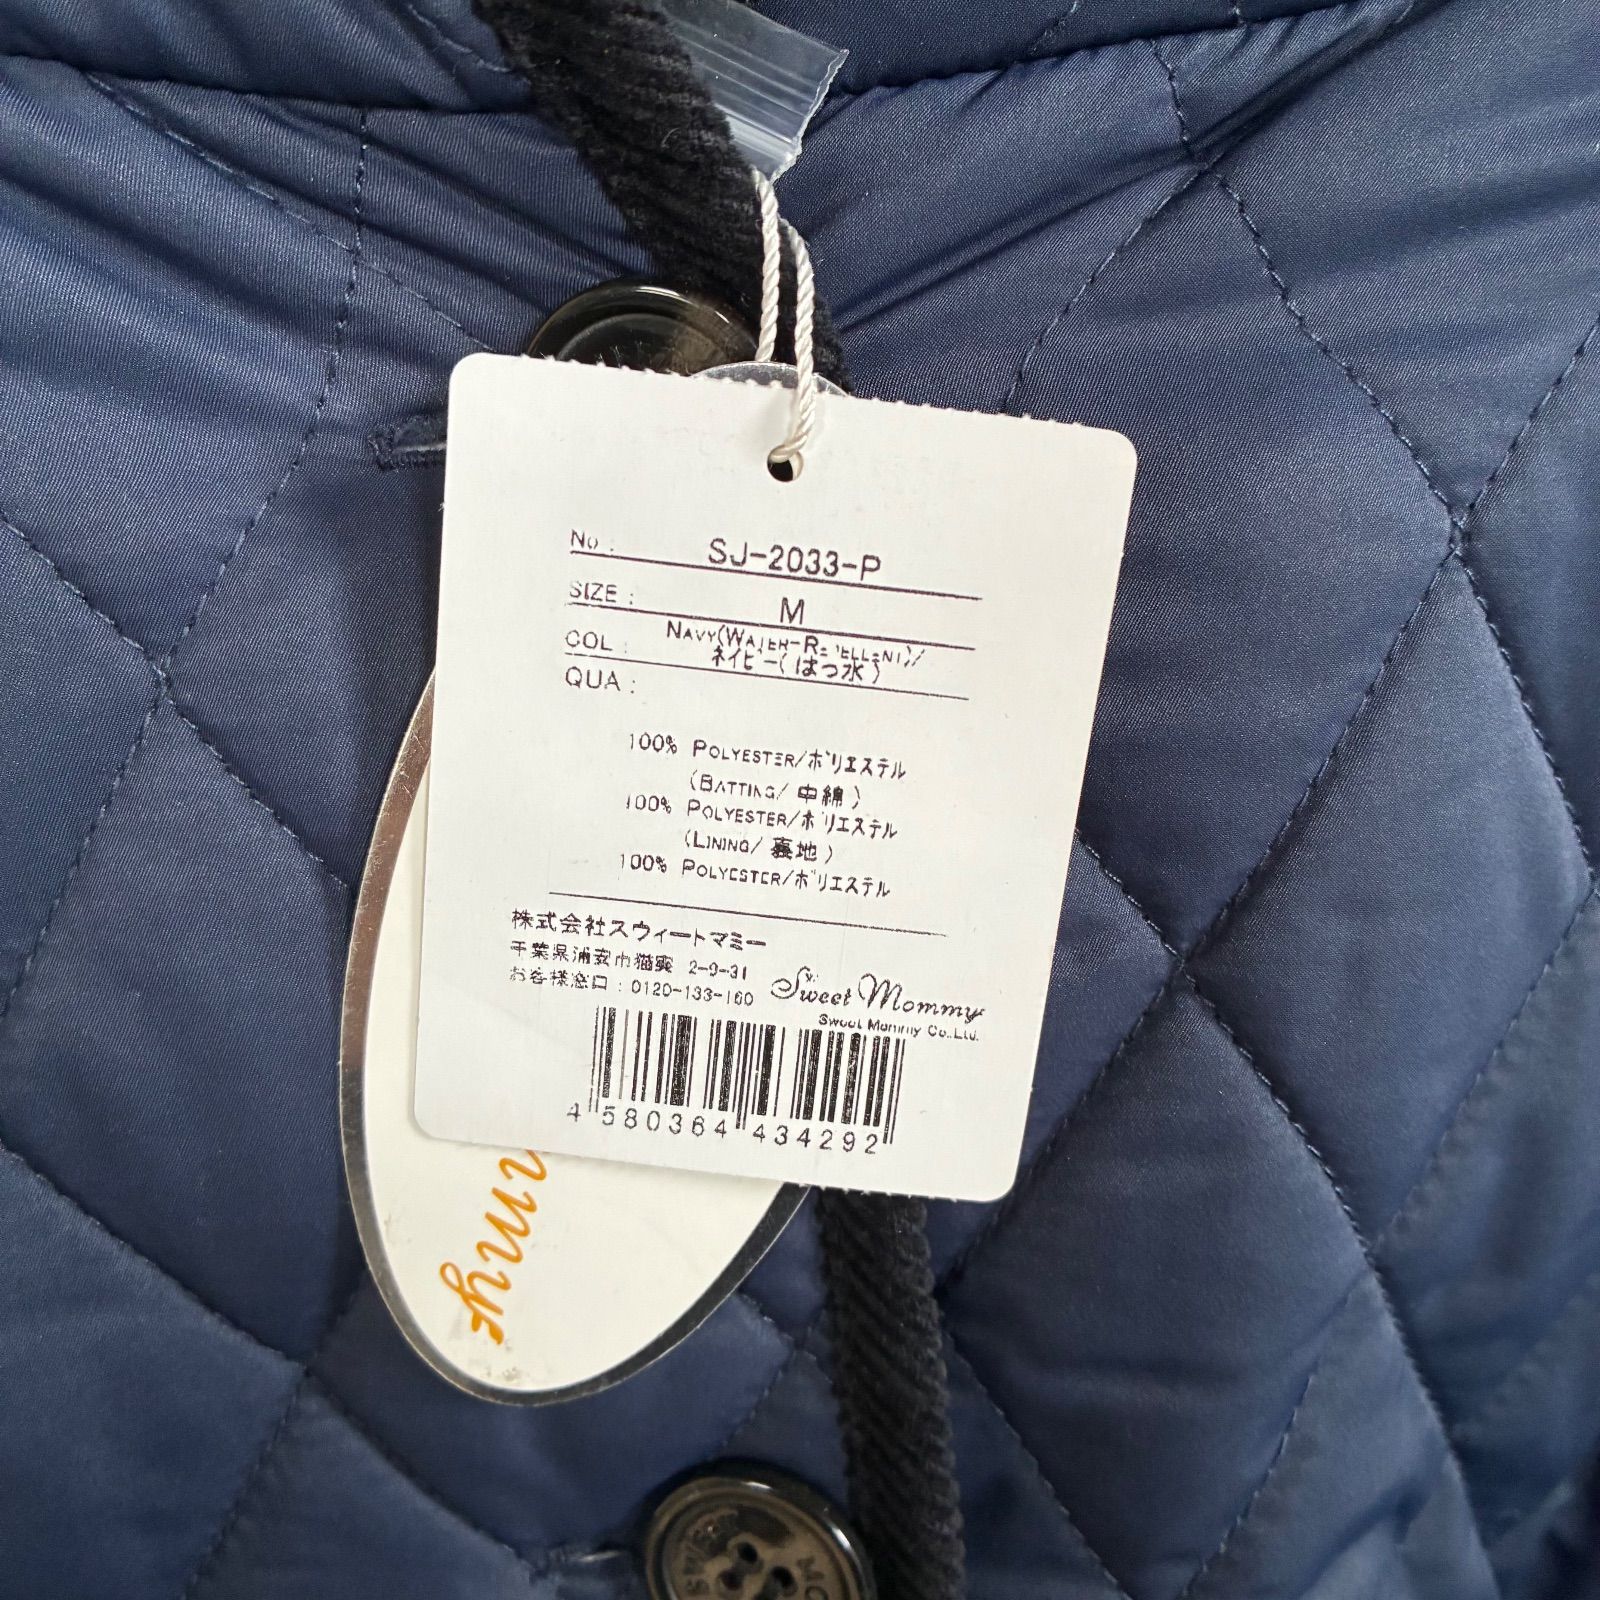 No : SJ-2033-P
SIZE : M
COL : NAVY(WATER-REPELLENT)/
ネイビー(はっ水)
QUA :
100% POLYESTER/ポリエステル
(BATTING/中綿)
100% POLYESTER/ポリエステル
(LINING/裏地)
100% POLYESTER/ポリエステル
株式会社スウィートマミー
千葉県浦安市猫実 2-9-31
お客様窓口 : 0120-133-160
Sweet Mommy
Sweet Mommy Co.,Ltd.
4 580364 434292
mmy